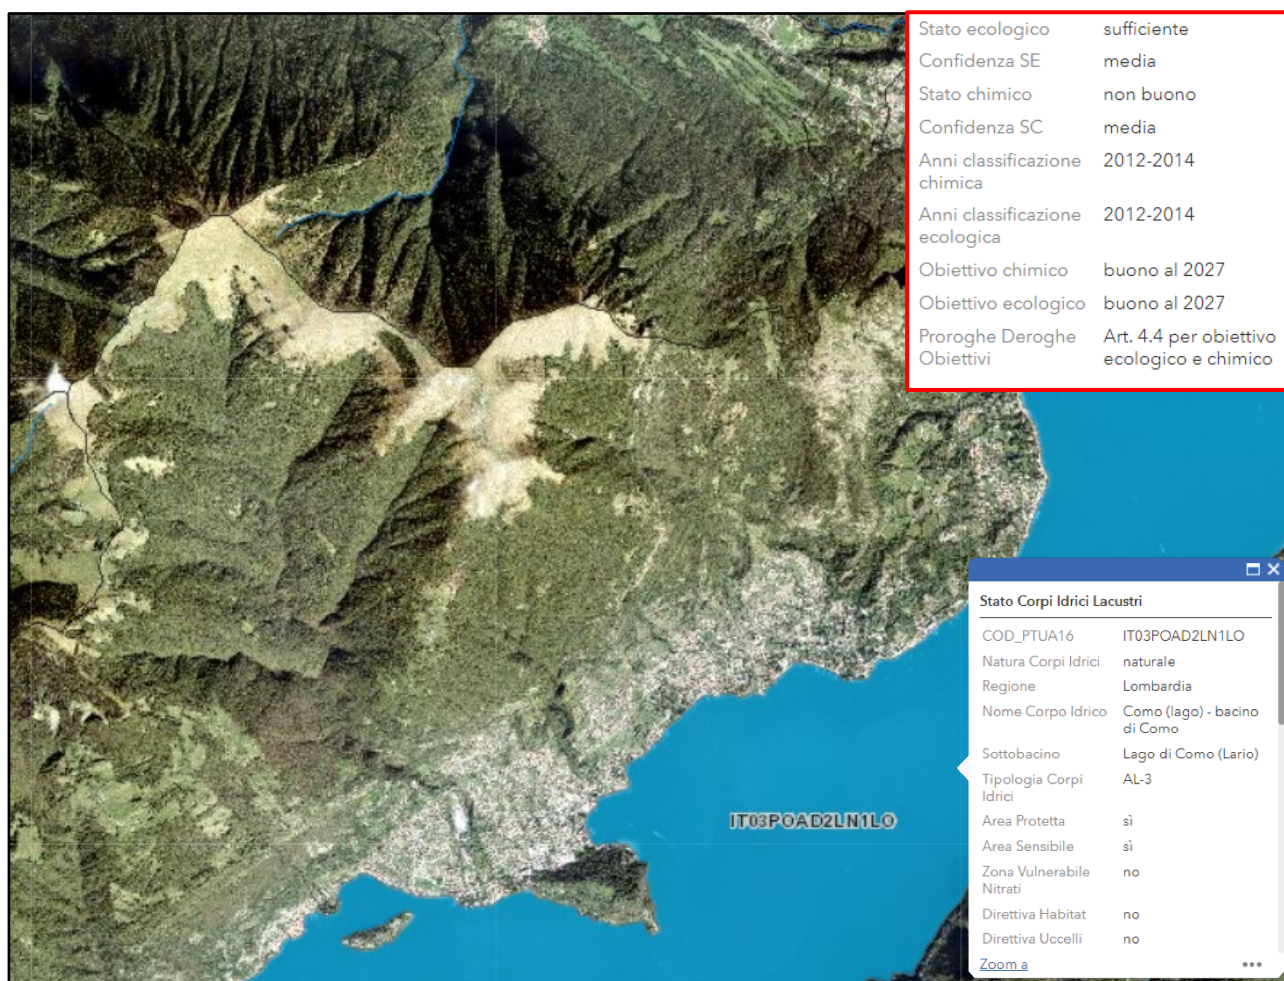 Stato ecologico sufficiente
Confidenza SE media
Stato chimico non buono
Confidenza SC media
Anni classificazione 2012-2014
chimica
Anni classificazione 2012-2014
ecologica
Obiettivo chimico buono al 2027
Obiettivo ecologico buono al 2027
Proroghe Deroghe Art. 4.4 per obiettivo
Obiettivi ecologico e chimico
Stato Corpi Idrici Lacustri
COD_PTUA16 IT03POAD2LN1LO
Natura Corpi Idrici naturale
Regione Lombardia
Nome Corpo Idrico Como (lago) - bacino
di Como
Sottobacino Lago di Como (Lario)
Tipologia Corpi AL-3
Idrici
Area Protetta sì
Area Sensibile sì
Zona Vulnerabile no
Nitrati
Direttiva Habitat no
Direttiva Uccelli no
Zoom a
IT03POAD2LN1LO